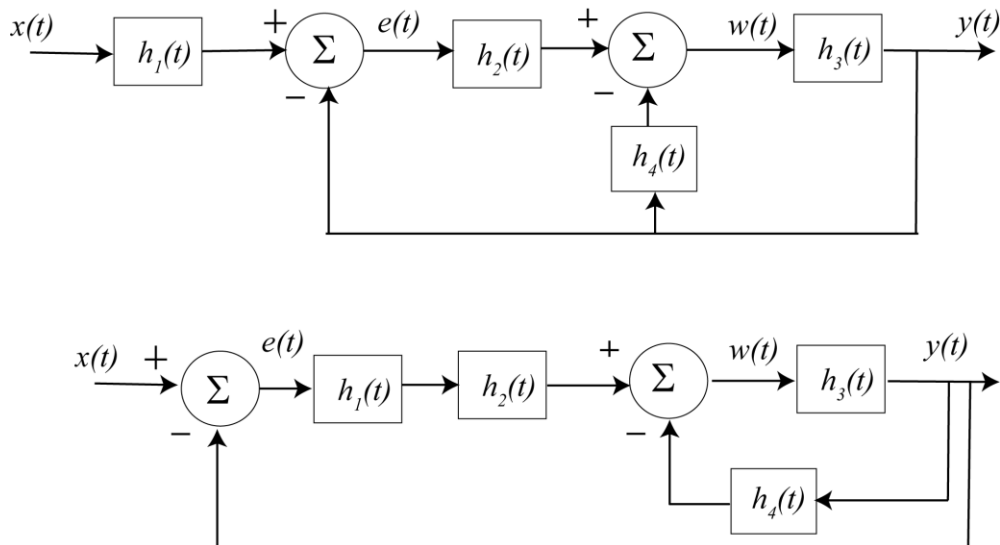 x(t) h₁(t) + − Σ e(t) h₂(t) + − Σ w(t) h₃(t) y(t)
h₄(t)
x(t) + − Σ e(t) h₁(t) h₂(t) + − Σ w(t) h₃(t) y(t)
h₄(t)